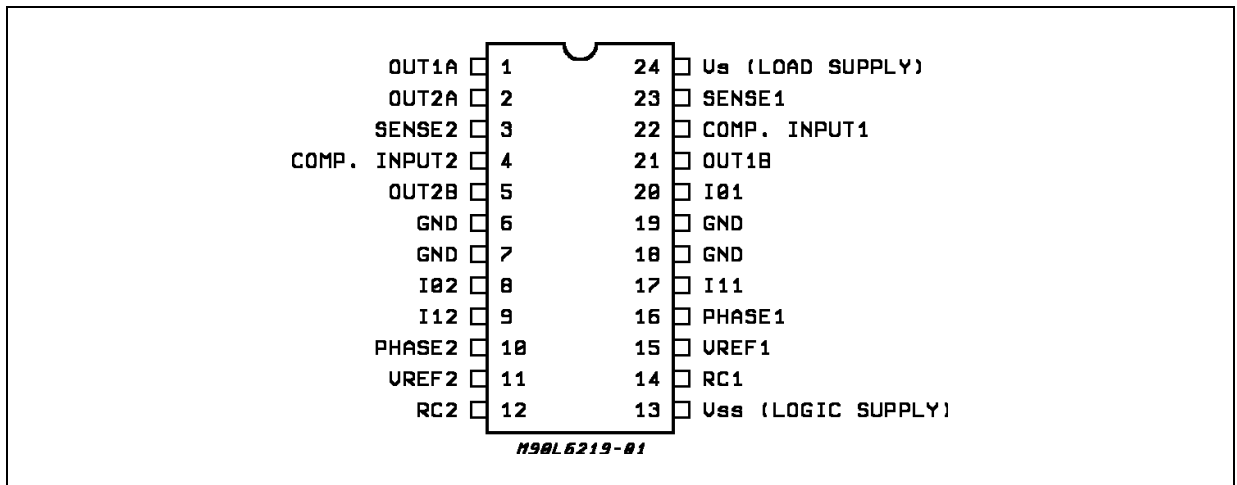 OUT1A 1 24 Vs (LOAD SUPPLY)
OUT2A 2 23 SENSE1
SENSE2 3 22 COMP. INPUT1
COMP. INPUT2 4 21 OUT1B
OUT2B 5 20 I01
GND 6 19 GND
GND 7 18 GND
I02 8 17 I11
I12 9 16 PHASE1
PHASE2 10 15 VREF1
VREF2 11 14 RC1
RC2 12 13 Vss (LOGIC SUPPLY)
M90L6219-01